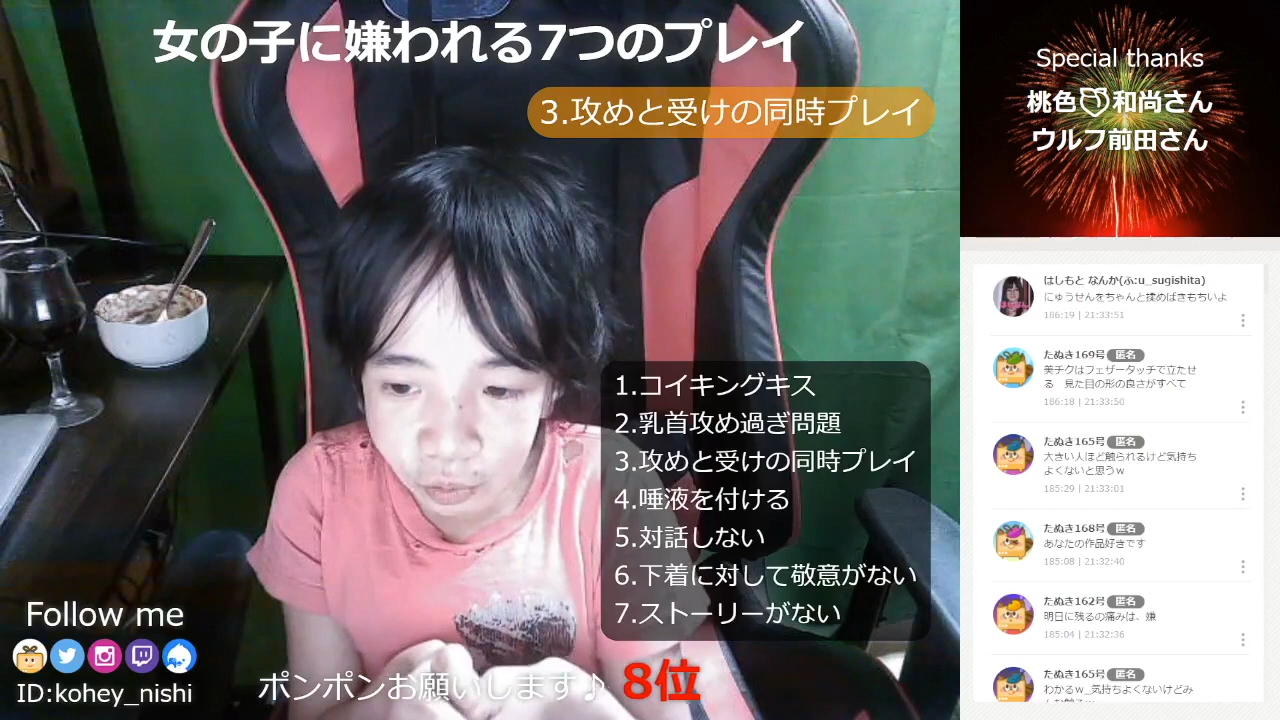 女の子に嫌われる7つのプレイ
3.攻めと受けの同時プレイ
1.コイキングキス
2.乳首攻め過ぎ問題
3.攻めと受けの同時プレイ
4.唾液を付ける
5.対話しない
6.下着に対して敬意がない
7.ストーリーがない
Follow me
ID:kohey_nishi
ポンポンお願いします♪ 8位
Special thanks
桃色🍑和尚さん
ウルフ前田さん
はしもと なんか(ふ:u_sugishita)
にゅうせんをちゃんと揉めばきもちいよ
186:19 | 21:33:51
たぬき169号 匿名
美チクはフェザータッチで立たせ
る 見た目の形の良さがすべて
186:18 | 21:33:50
たぬき165号 匿名
大きい人ほど触られるけど気持ち
よくないと思うw
185:29 | 21:33:01
たぬき168号 匿名
あなたの作品好きです
185:08 | 21:32:40
たぬき162号 匿名
明日に残るの痛みは、嫌
185:04 | 21:32:36
たぬき165号 匿名
わかるw_気持ちよくないけどみ